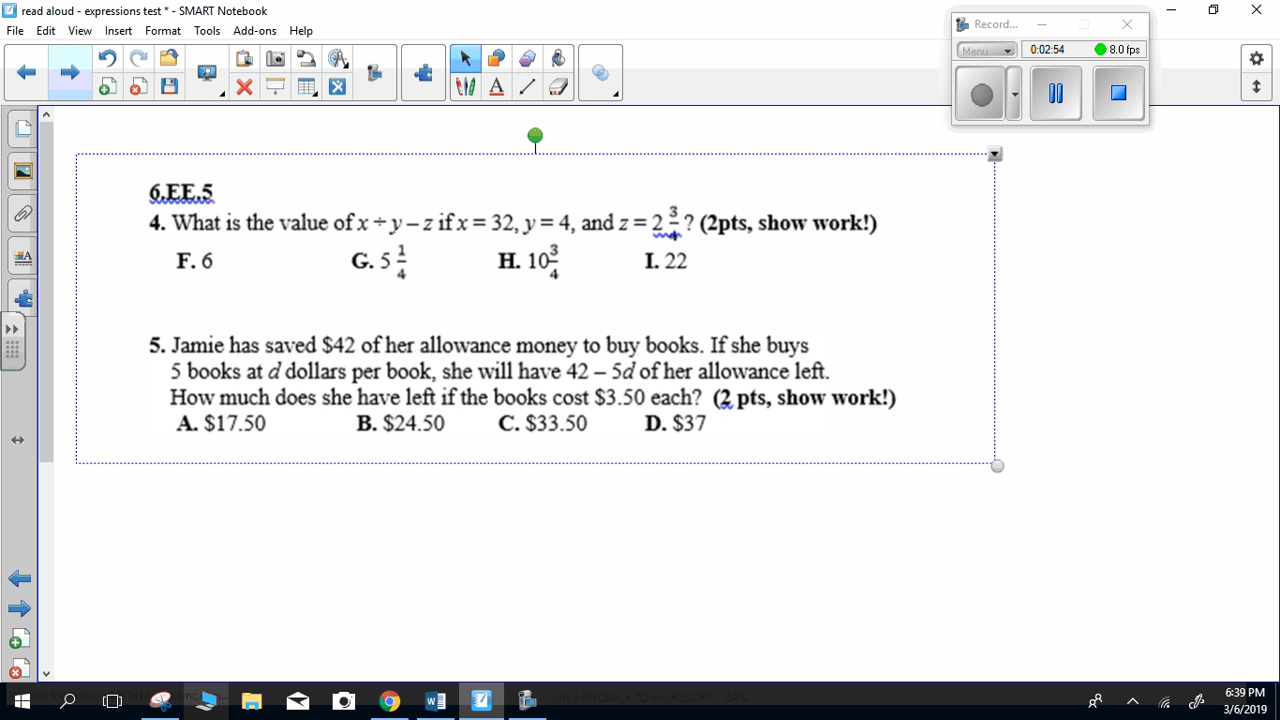 read aloud - expressions test * - SMART Notebook
File Edit View Insert Format Tools Add-ons Help
Record...
Menu 0:02:54 8.0 fps
6.EE.5
4. What is the value of x ÷ y – z if x = 32, y = 4, and z = 2 3/4 ? (2pts, show work!)
F. 6 G. 5 1/4 H. 10 3/4 I. 22
5. Jamie has saved $42 of her allowance money to buy books. If she buys
5 books at d dollars per book, she will have 42 – 5d of her allowance left.
How much does she have left if the books cost $3.50 each? (2 pts, show work!)
A. $17.50 B. $24.50 C. $33.50 D. $37
GIVE FEEDBACK TO MICROSOFT 84%
6:39 PM
3/6/2019